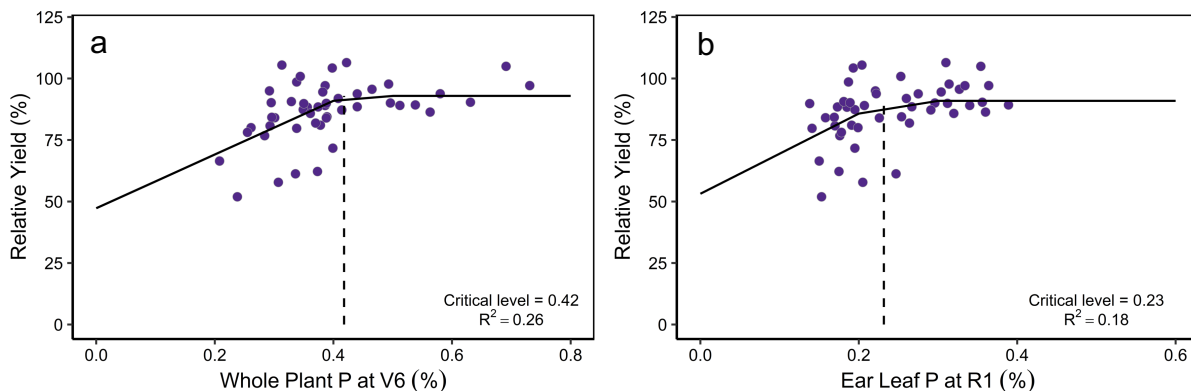 a
125
100
75
50
25
0
Relative Yield (%)
0.0 0.2 0.4 0.6 0.8
Whole Plant P at V6 (%)
Critical level = 0.42
R² = 0.26
b
125
100
75
50
25
0
Relative Yield (%)
0.0 0.2 0.4 0.6
Ear Leaf P at R1 (%)
Critical level = 0.23
R² = 0.18